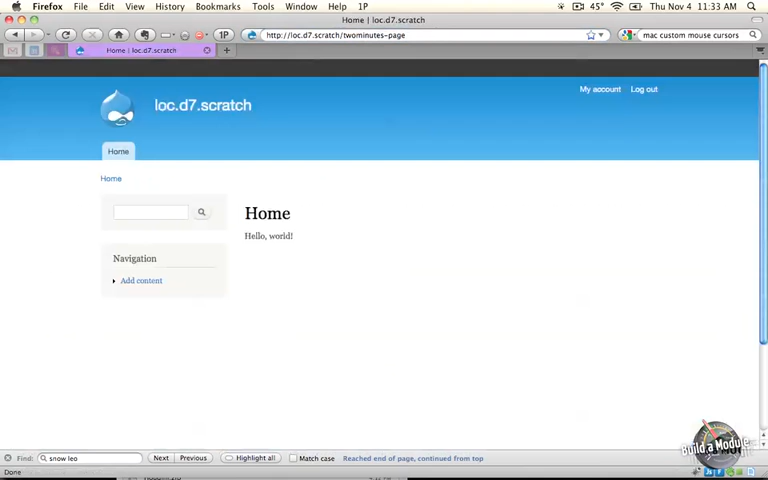 Firefox File Edit View History Bookmarks Tools Window Help 1P 45° Thu Nov 4 11:33 AM
Home | loc.d7.scratch
1P http://loc.d7.scratch/twominutes-page mac custom mouse cursors
Home | loc.d7.scratch
My account Log out
loc.d7.scratch
Home
Home
Home
Hello, world!
Navigation
Add content
Build a Module
Find: snow leo Next Previous Highlight all Match case Reached end of page, continued from top
Done